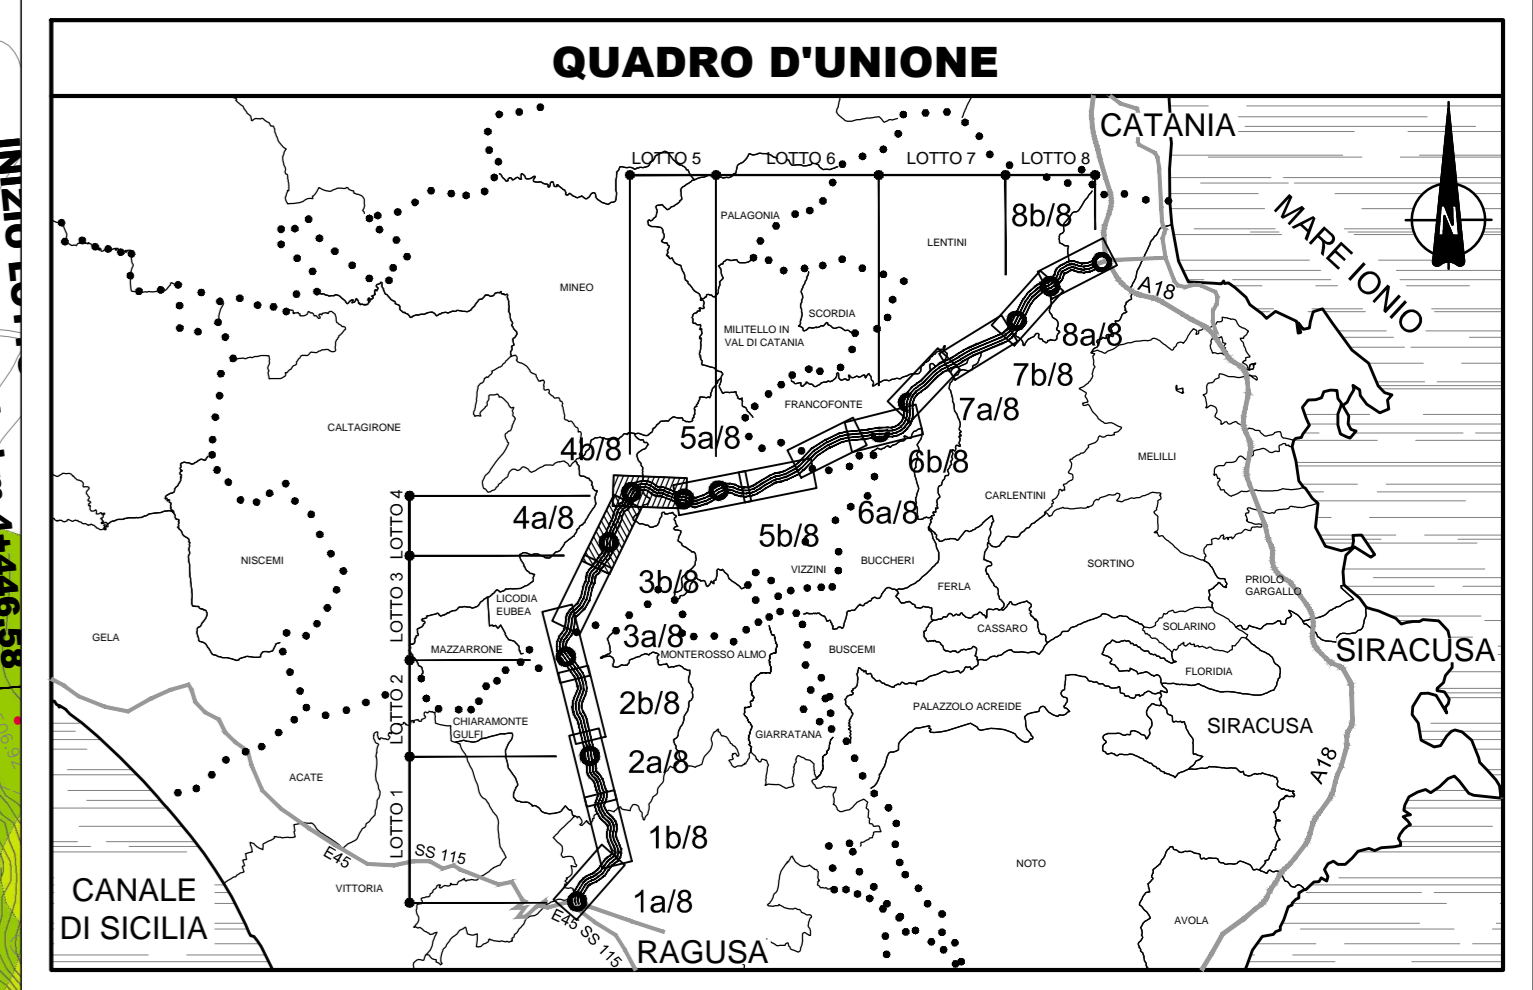 QUADRO D'UNIONE
CATANIA
LOTTO 5
LOTTO 6
LOTTO 7
LOTTO 8
PALAGONIA
8b/8
LENTINI
N
MARE IONIO
MINEO
A18
SCORDIA
MILITELLO IN
VAL DI CATANIA
8a/8
7b/8
FRANCOFONTE
7a/8
CALTAGIRONE
5a/8
4b/8
6b/8
MELILLI
CARLENTINI
LOTTO 4
4a/8
6a/8
5b/8
NISCEMI
VIZZINI
BUCCHERI
SORTINO
3b/8
FERLA
PRIOLO
GARGALLO
LOTTO 3
LICODIA
EUBEA
GELA
3a/8
CASSARO
SOLARINO
MAZZARRONE
MONTEROSSO ALMO
BUSCEMI
SIRACUSA
FLORIDIA
LOTTO 2
2b/8
PALAZZOLO ACREIDE
CHIARAMONTE
GULFI
GIARRATANA
SIRACUSA
2a/8
A18
ACATE
LOTTO 1
1b/8
E45
SS 115
NOTO
VITTORIA
CANALE
DI SICILIA
1a/8
AVOLA
E45 SS 115
RAGUSA